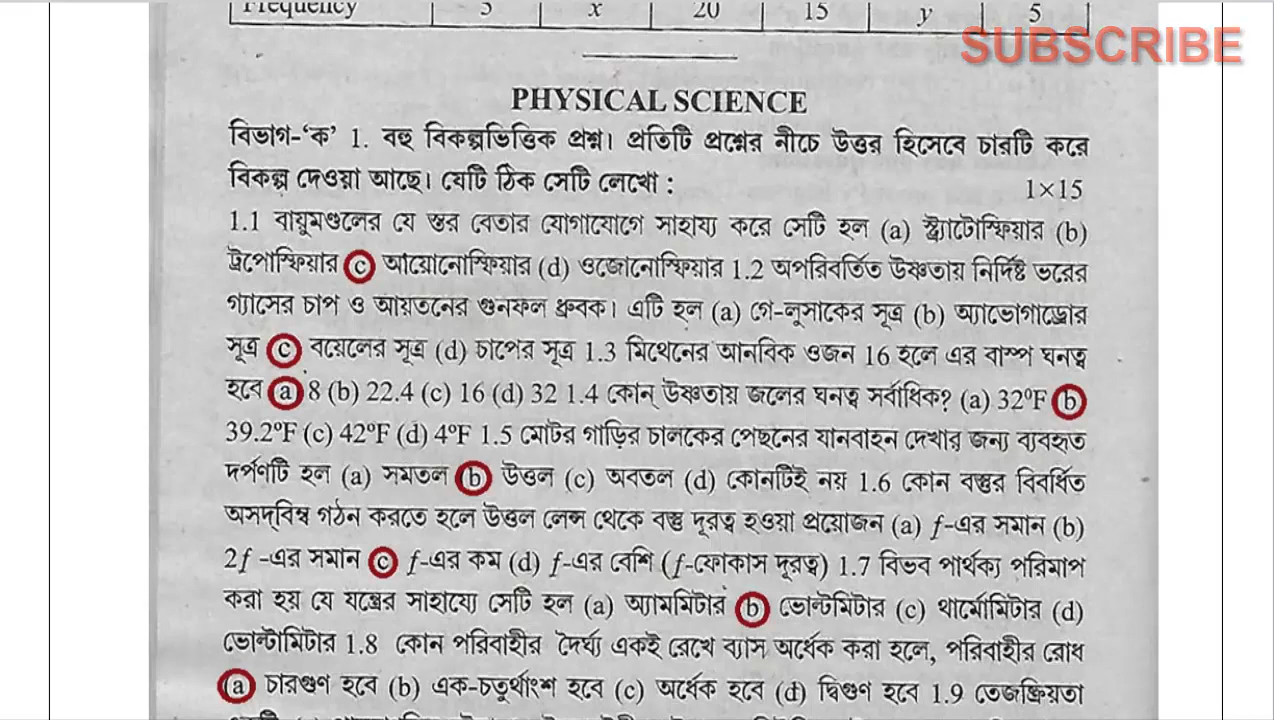 Frequency 5 x 20 15 y 5
SUBSCRIBE
PHYSICAL SCIENCE
বিভাগ-‘ক’ 1. বহু বিকল্পভিত্তিক প্রশ্ন। প্রতিটি প্রশ্নের নীচে উত্তর হিসেবে চারটি করে
বিকল্প দেওয়া আছে। যেটি ঠিক সেটি লেখো : 1×15
1.1 বায়ুমণ্ডলের যে স্তর বেতার যোগাযোগে সাহায্য করে সেটি হল (a) স্ট্র্যাটোস্ফিয়ার (b)
ট্রপোস্ফিয়ার (c) আয়োনোস্ফিয়ার (d) ওজোনোস্ফিয়ার 1.2 অপরিবর্তিত উষ্ণতায় নির্দিষ্ট ভরের
গ্যাসের চাপ ও আয়তনের গুনফল ধ্রুবক। এটি হল (a) গে-লুসাকের সূত্র (b) অ্যাভোগাড্রোর
সূত্র (c) বয়েলের সূত্র (d) চাপের সূত্র 1.3 মিথেনের আনবিক ওজন 16 হলে এর বাষ্প ঘনত্ব
হবে (a) 8 (b) 22.4 (c) 16 (d) 32 1.4 কোন্ উষ্ণতায় জলের ঘনত্ব সর্বাধিক? (a) 32°F (b)
39.2°F (c) 42°F (d) 4°F 1.5 মোটর গাড়ির চালকের পেছনের যানবাহন দেখার জন্য ব্যবহৃত
দর্পণটি হল (a) সমতল (b) উত্তল (c) অবতল (d) কোনটিই নয় 1.6 কোন বস্তুর বিবর্ধিত
অসদ্‌বিম্ব গঠন করতে হলে উত্তল লেন্স থেকে বস্তু দূরত্ব হওয়া প্রয়োজন (a) f-এর সমান (b)
2f -এর সমান (c) f-এর কম (d) f-এর বেশি (f-ফোকাস দূরত্ব) 1.7 বিভব পার্থক্য পরিমাপ
করা হয় যে যন্ত্রের সাহায্যে সেটি হল (a) অ্যামমিটার (b) ভোল্টমিটার (c) থার্মোমিটার (d)
ভোল্টামিটার 1.8 কোন পরিবাহীর দৈর্ঘ্য একই রেখে ব্যাস অর্ধেক করা হলে, পরিবাহীর রোধ
(a) চারগুণ হবে (b) এক-চতুর্থাংশ হবে (c) অর্ধেক হবে (d) দ্বিগুণ হবে 1.9 তেজষ্ক্রিয়তা